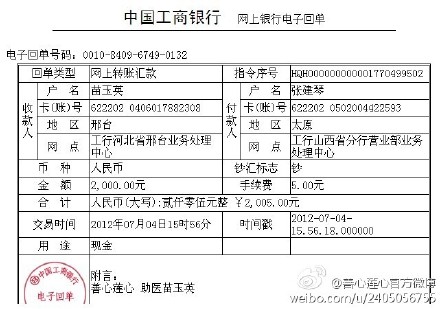 中国工商银行 网上银行电子回单
电子回单号码: 0010-8409-6749-0132
回单类型 网上转账汇款 指令序号 HQH000000000001770499502
收款人 户 名 苗玉英 付款人 户 名 张建琴
卡(账)号 622202 0406017882308 卡(账)号 622202 0502004422593
地 区 邢台 地 区 太原
网 点 工行河北省邢台业务处理中心 网 点 工行山西省分行营业部业务处理中心
币 种 人民币 钞汇标志 钞
金 额 2,000.00元 手续费 5.00元
合 计 人民币(大写):贰仟零伍元整 ￥2,005.00元
交易时间 2012年07月04日15时56分 时间戳 2012-07-04-
15.56.18.000000
用 途 现金
中国工商银行
电子回单
附言:
善心莲心 助医苗玉英
@善心莲心官方微博
weibo.com/u/2405056795